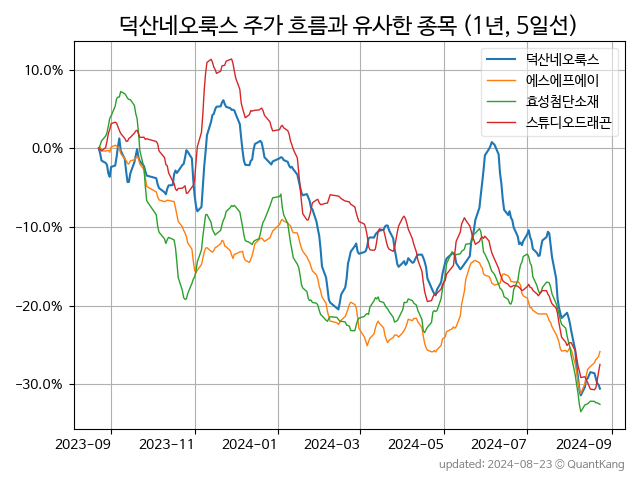 덕산네오룩스 주가 흐름과 유사한 종목 (1년, 5일선)
덕산네오룩스
에스에프에이
효성첨단소재
스튜디오드래곤
10.0%
0.0%
−10.0%
−20.0%
−30.0%
2023-09 2023-11 2024-01 2024-03 2024-05 2024-07 2024-09
updated: 2024-08-23 © QuantKang